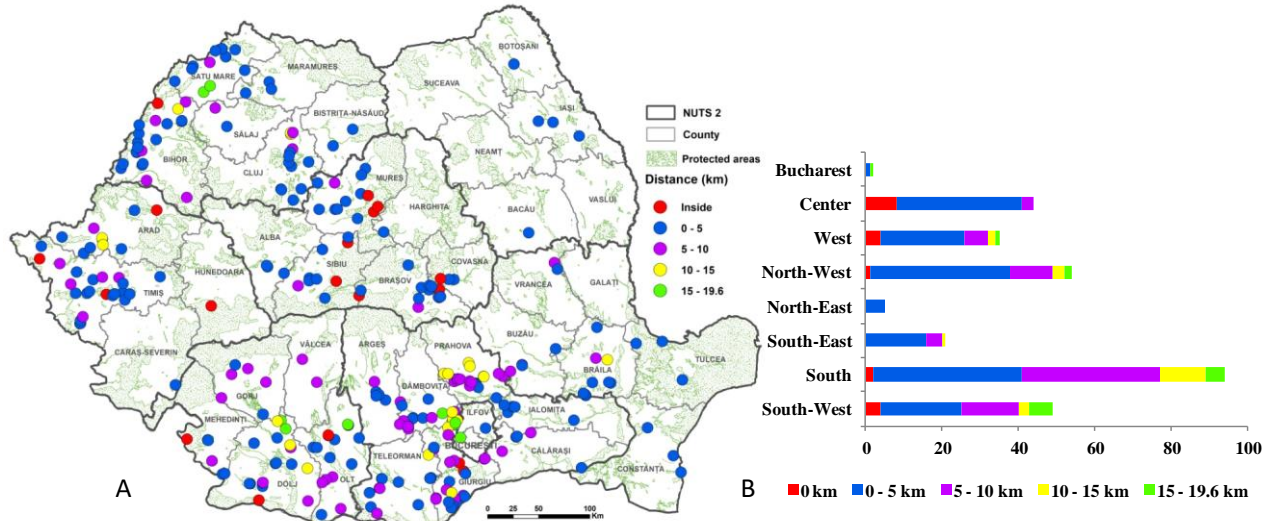 BOTOȘANI
SUCEAVA
MARAMUREȘ
SATU MARE
IAȘI
BISTRIȚA-NĂSĂUD
SĂLAJ
NEAMȚ
BIHOR
CLUJ
MUREȘ
HARGHITA
BACĂU
VASLUI
ARAD
ALBA
HUNEDOARA
SIBIU
BRAȘOV
COVASNA
VRANCEA
GALAȚI
TIMIȘ
CARAȘ-SEVERIN
VÂLCEA
ARGEȘ
PRAHOVA
BUZĂU
BRĂILA
TULCEA
DÂMBOVIȚA
GORJ
MEHEDINȚI
ILFOV
IALOMIȚA
BUCUREȘTI
CĂLĂRAȘI
TELEORMAN
OLT
DOLJ
GIURGIU
CONSTANȚA
NUTS 2
County
Protected areas
Distance (km)
Inside
0 - 5
5 - 10
10 - 15
15 - 19.6
0 25 50 100
Km
A
Bucharest
Center
West
North-West
North-East
South-East
South
South-West
0 20 40 60 80 100
B
0 km 0 - 5 km 5 - 10 km 10 - 15 km 15 - 19.6 km